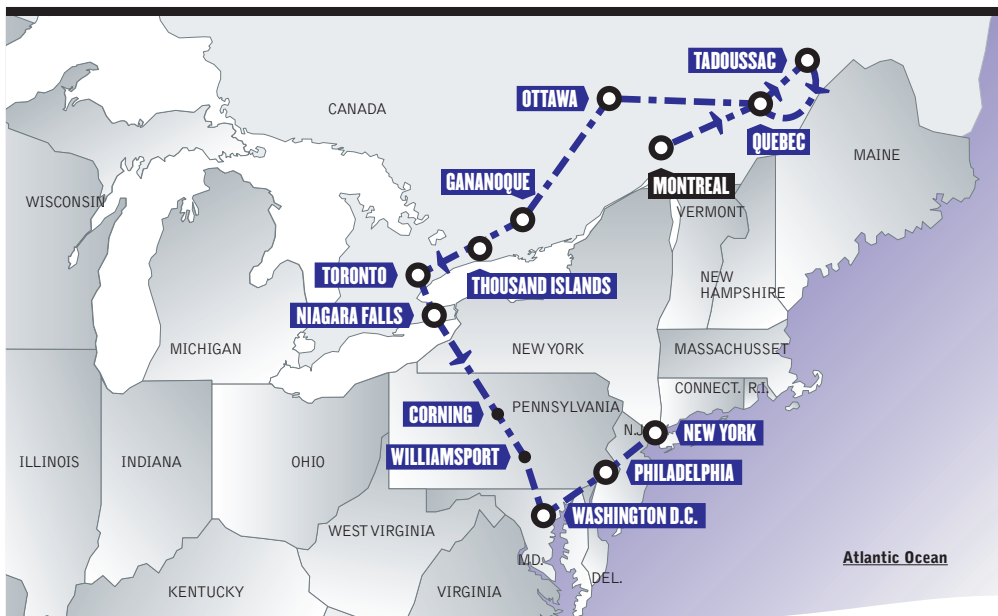 TADOUSSAC
OTTAWA
CANADA
QUEBEC
MAINE
GANANOQUE
MONTREAL
WISCONSIN
VERMONT
TORONTO
THOUSAND ISLANDS
NEW
HAMPSHIRE
NIAGARA FALLS
MICHIGAN
NEW YORK
MASSACHUSSET
CONNECT. R.I.
CORNING
PENNSYLVANIA
N.J.
NEW YORK
WILLIAMSPORT
ILLINOIS
INDIANA
OHIO
PHILADELPHIA
WASHINGTON D.C.
WEST VIRGINIA
MD.
Atlantic Ocean
DEL.
KENTUCKY
VIRGINIA